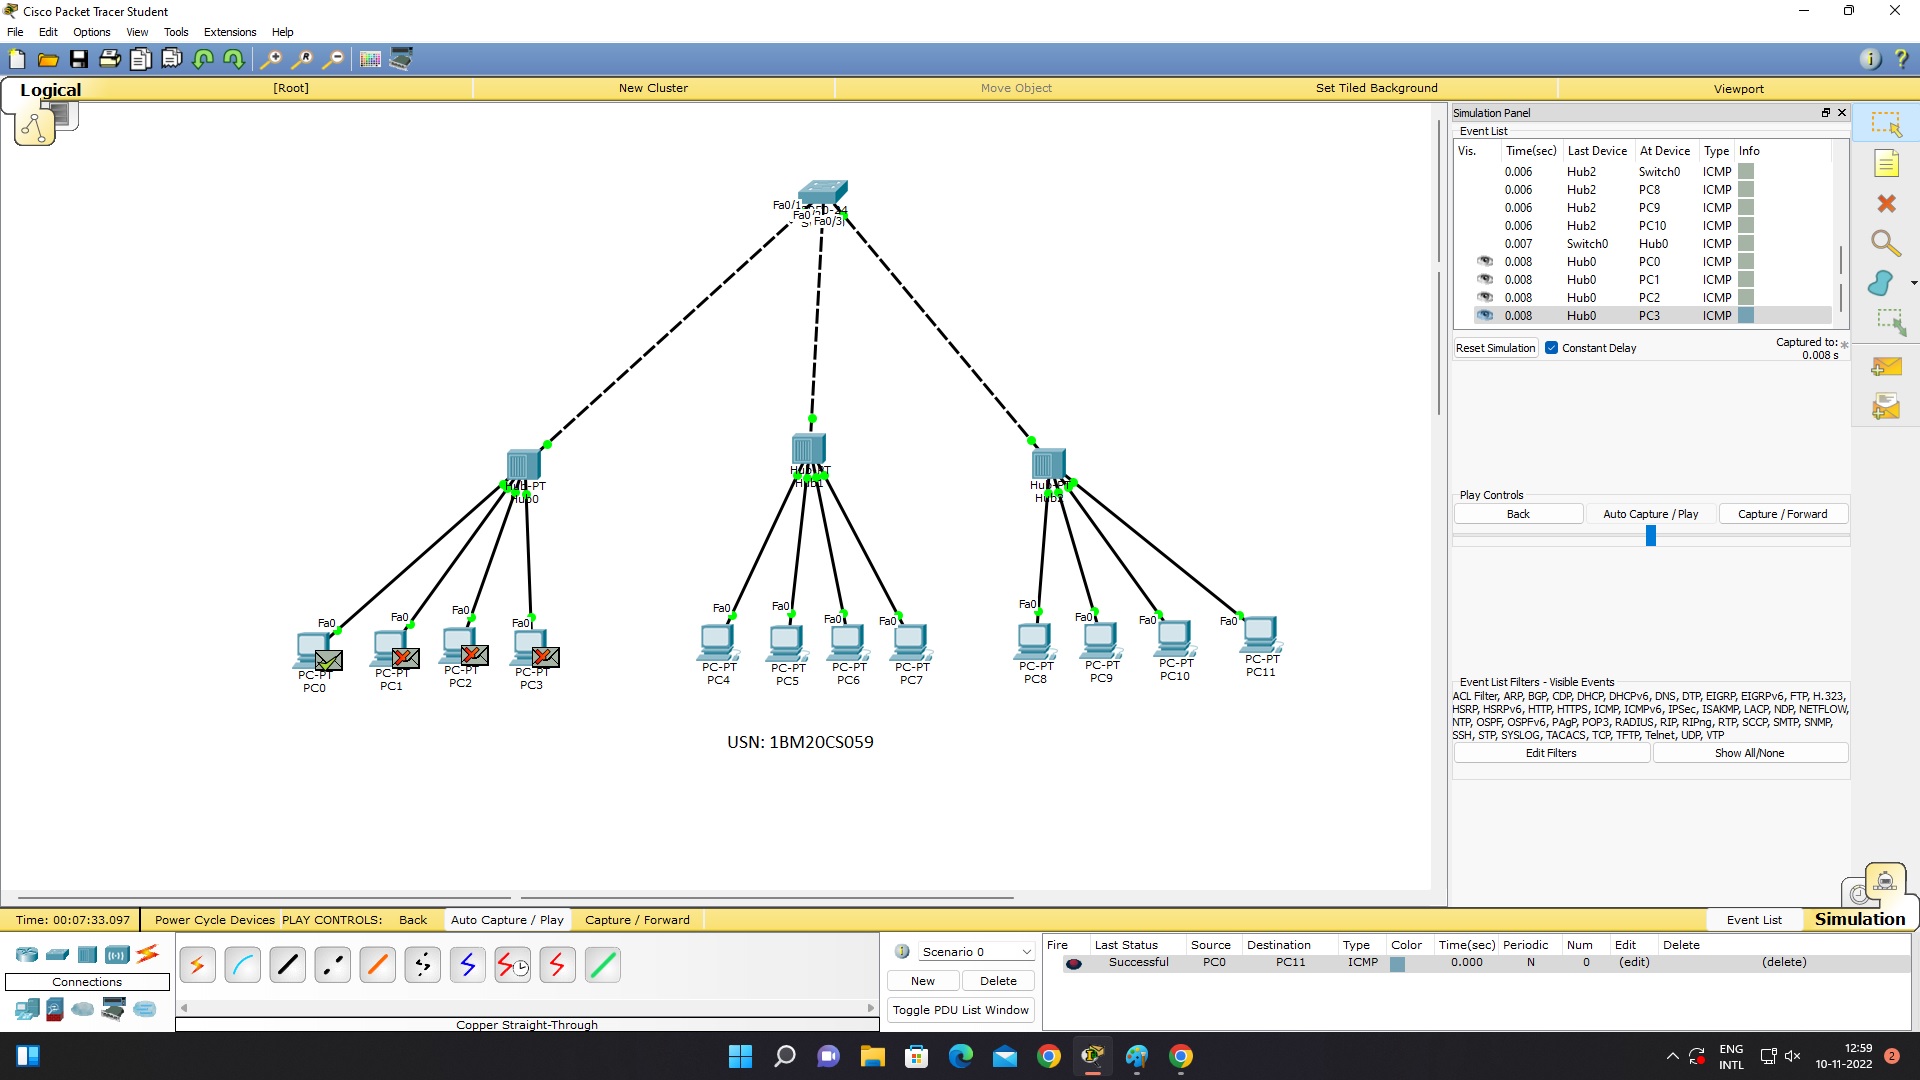 Cisco Packet Tracer Student
File Edit Options View Tools Extensions Help
Logical [Root] New Cluster Move Object Set Tiled Background Viewport
Simulation Panel
Event List
Vis. Time(sec) Last Device At Device Type Info
0.006 Hub2 Switch0 ICMP
0.006 Hub2 PC8 ICMP
0.006 Hub2 PC9 ICMP
0.006 Hub2 PC10 ICMP
0.007 Switch0 Hub0 ICMP
0.008 Hub0 PC0 ICMP
0.008 Hub0 PC1 ICMP
0.008 Hub0 PC2 ICMP
0.008 Hub0 PC3 ICMP
Reset Simulation Constant Delay Captured to: *
0.008 s
Play Controls
Back Auto Capture / Play Capture / Forward
Event List Filters - Visible Events
ACL Filter, ARP, BGP, CDP, DHCP, DHCPv6, DNS, DTP, EIGRP, EIGRPv6, FTP, H.323,
HSRP, HSRPv6, HTTP, HTTPS, ICMP, ICMPv6, IPSec, ISAKMP, LACP, NDP, NETFLOW,
NTP, OSPF, OSPFv6, PAgP, POP3, RADIUS, RIP, RIPng, RTP, SCCP, SMTP, SNMP,
SSH, STP, SYSLOG, TACACS, TCP, TFTP, Telnet, UDP, VTP
Edit Filters Show All/None
Fa0/1
Fa0/3
Hub-PT
Hub0
Hub-PT
Hub1
Hub-PT
Hub2
Fa0 Fa0 Fa0 Fa0 Fa0 Fa0 Fa0 Fa0 Fa0 Fa0 Fa0 Fa0
PC-PT PC-PT PC-PT PC-PT PC-PT PC-PT PC-PT PC-PT PC-PT PC-PT PC-PT PC-PT
PC0 PC1 PC2 PC3 PC4 PC5 PC6 PC7 PC8 PC9 PC10 PC11
USN: 1BM20CS059
Time: 00:07:33.097 Power Cycle Devices PLAY CONTROLS: Back Auto Capture / Play Capture / Forward Event List Simulation
Connections
Copper Straight-Through
Scenario 0
New Delete
Toggle PDU List Window
Fire Last Status Source Destination Type Color Time(sec) Periodic Num Edit Delete
Successful PC0 PC11 ICMP 0.000 N 0 (edit) (delete)
ENG
INTL
12:59
10-11-2022
2